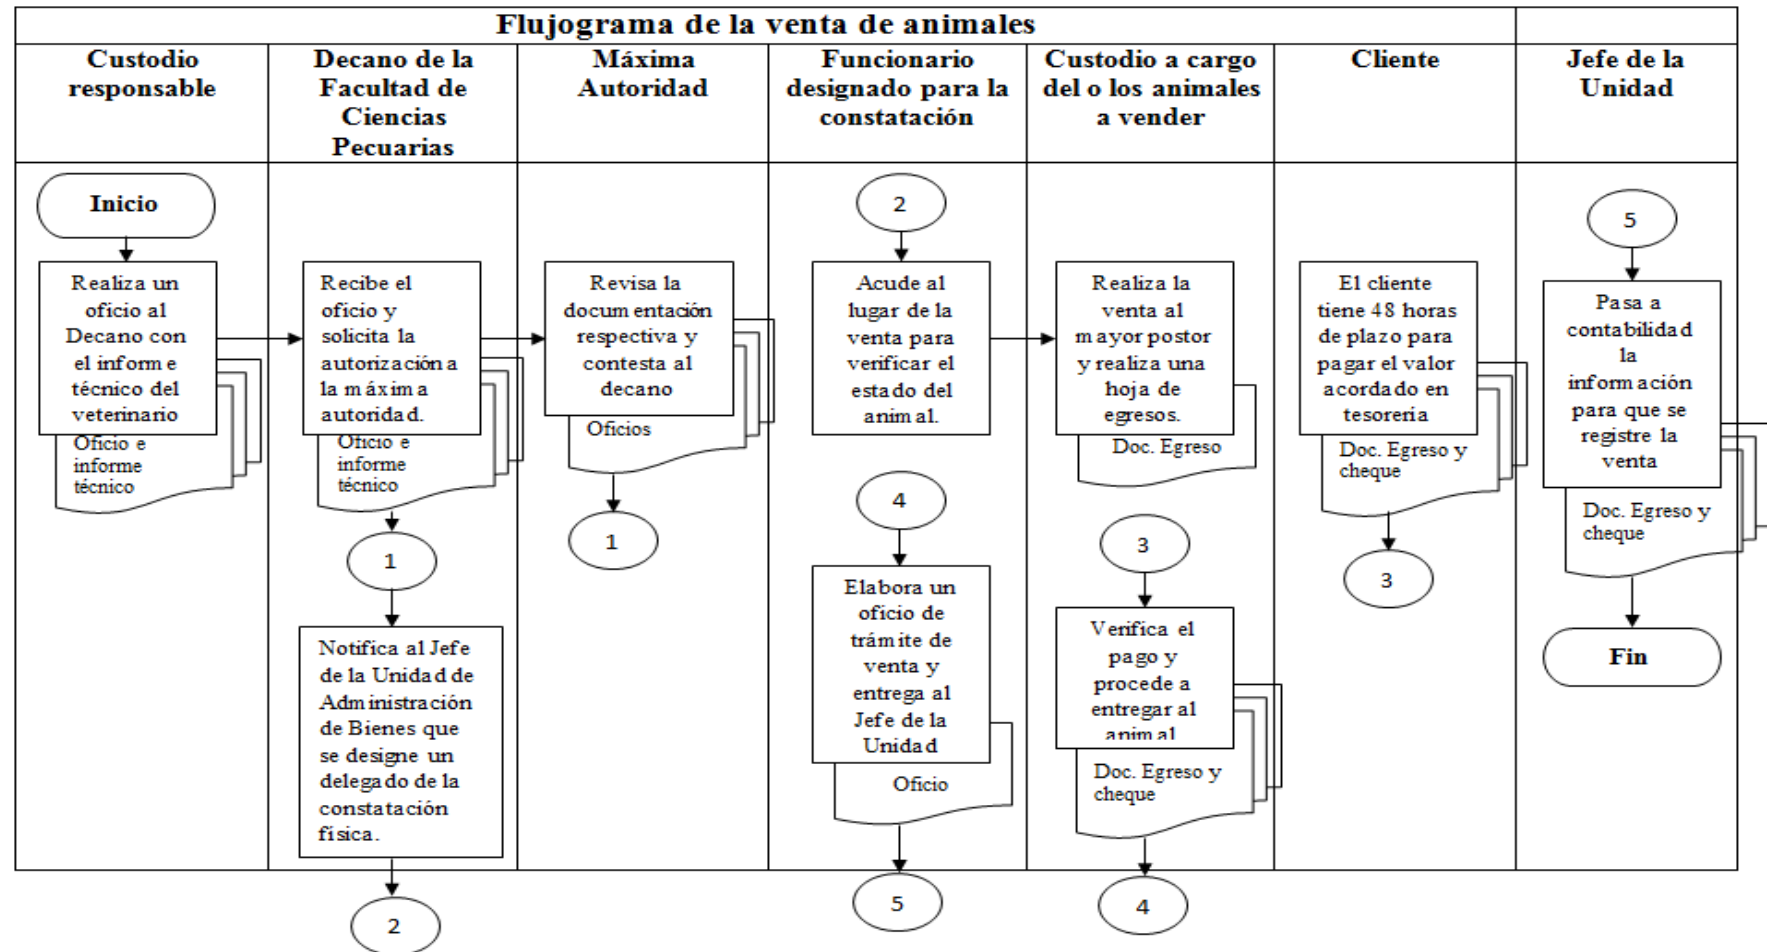 Flujograma de la venta de animales
Custodio
responsable
Decano de la
Facultad de
Ciencias
Pecuarias
Máxima
Autoridad
Funcionario
designado para la
constatación
Custodio a cargo
del o los animales
a vender
Cliente
Jefe de la
Unidad
Inicio
Realiza un
oficio al
Decano con
el informe
técnico del
veterinario
Oficio e
informe
técnico
Recibe el
oficio y
solicita la
autorización a
la máxima
autoridad.
Oficio e
informe
técnico
1
Notifica al Jefe
de la Unidad de
Administración
de Bienes que
se designe un
delegado de la
constatación
física.
2
Revisa la
documentación
respectiva y
contesta al
decano
Oficios
1
2
Acude al
lugar de la
venta para
verificar el
estado del
animal.
4
Elabora un
oficio de
trámite de
venta y
entrega al
Jefe de la
Unidad
Oficio
5
Realiza la
venta al
mayor postor
y realiza una
hoja de
egresos.
Doc. Egreso
3
Verifica el
pago y
procede a
entregar al
animal
Doc. Egreso y
cheque
4
El cliente
tiene 48 horas
de plazo para
pagar el valor
acordado en
tesorería
Doc. Egreso y
cheque
3
5
Pasa a
contabilidad
la
información
para que se
registre la
venta
Doc. Egreso y
cheque
Fin